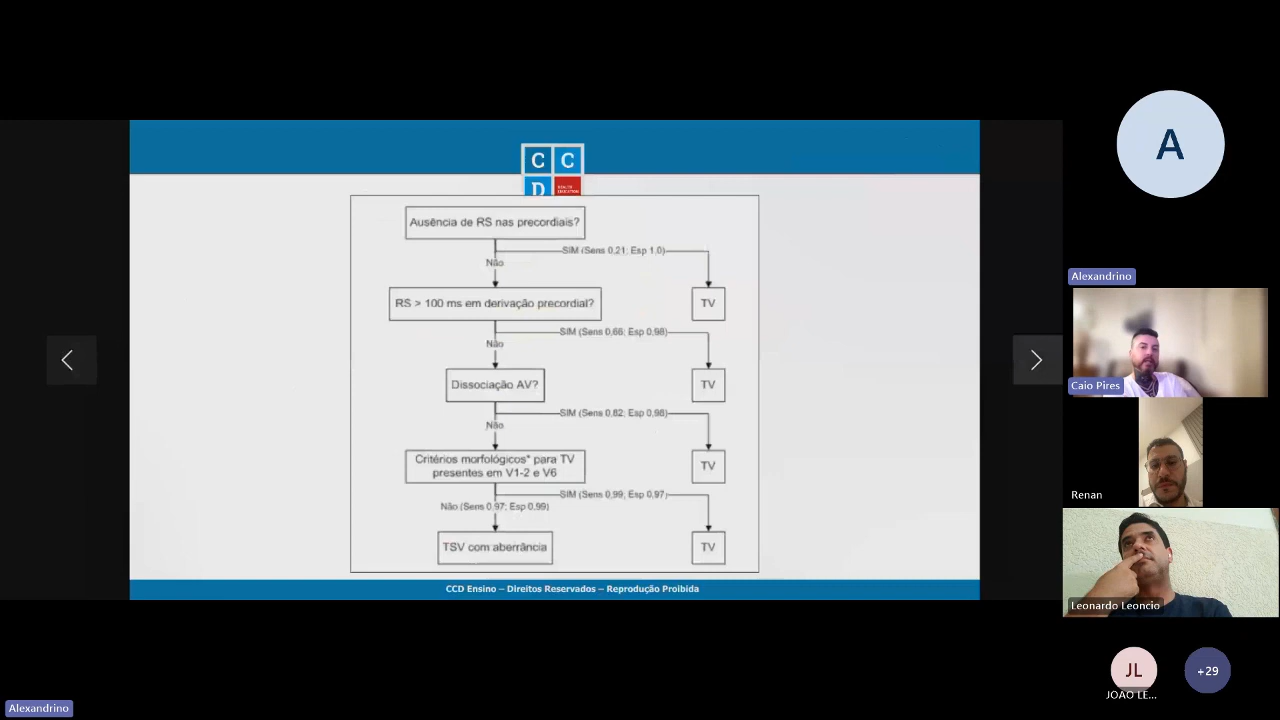 C C
D HEALTH EDUCATION
Ausência de RS nas precordiais?
SIM (Sens 0,21; Esp 1,0)
Não
RS > 100 ms em derivação precordial?
TV
SIM (Sens 0,66; Esp 0,98)
Não
Dissociação AV?
TV
SIM (Sens 0,82; Esp 0,98)
Não
Critérios morfológicos* para TV
presentes em V1-2 e V6
TV
SIM (Sens 0,99; Esp 0,97)
Não (Sens 0,97; Esp 0,99)
TSV com aberrância
TV
CCD Ensino – Direitos Reservados – Reprodução Proibida
A
Alexandrino
Caio Pires
Renan
Leonardo Leoncio
JL
JOAO LE...
+29
Alexandrino